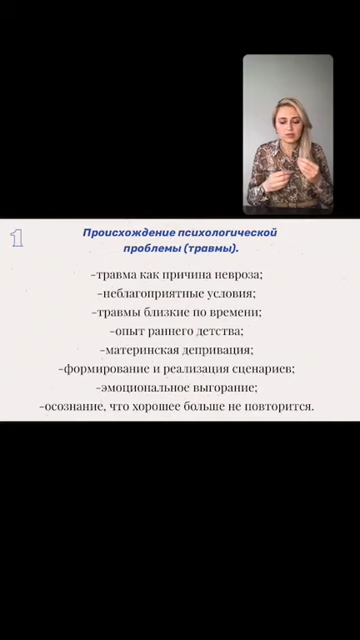 1
Происхождение психологической
проблемы (травмы).
-травма как причина невроза;
-неблагоприятные условия;
-травмы близкие по времени;
-опыт раннего детства;
-материнская депривация;
-формирование и реализация сценариев;
-эмоциональное выгорание;
-осознание, что хорошее больше не повторится.